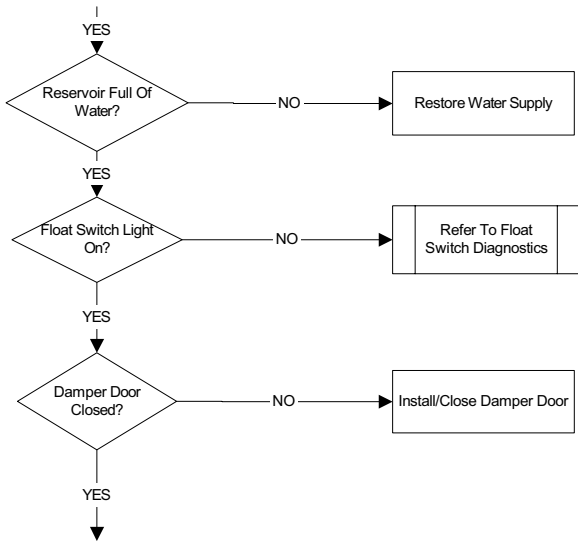 YES
Reservoir Full Of
Water?
NO
Restore Water Supply
YES
Float Switch Light
On?
NO
Refer To Float
Switch Diagnostics
YES
Damper Door
Closed?
NO
Install/Close Damper Door
YES